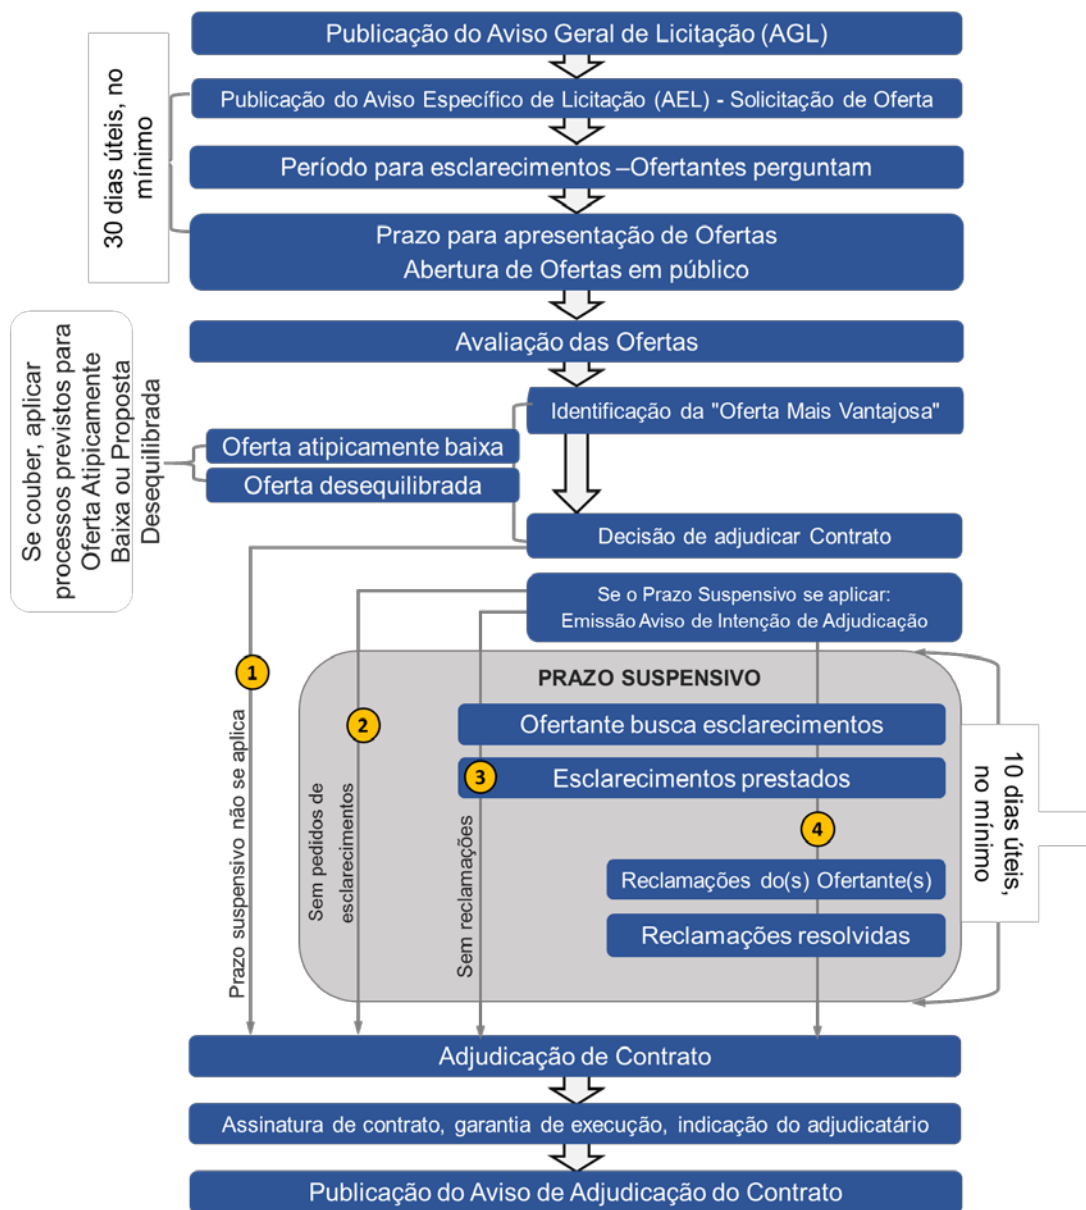 Publicação do Aviso Geral de Licitação (AGL)
30 dias úteis, no
mínimo
Publicação do Aviso Específico de Licitação (AEL) - Solicitação de Oferta
Período para esclarecimentos –Ofertantes perguntam
Prazo para apresentação de Ofertas
Abertura de Ofertas em público
Avaliação das Ofertas
Se couber, aplicar
processos previstos para
Oferta Atipicamente
Baixa ou Proposta
Desequilibrada
Identificação da "Oferta Mais Vantajosa"
Oferta atipicamente baixa
Oferta desequilibrada
Decisão de adjudicar Contrato
Se o Prazo Suspensivo se aplicar:
Emissão Aviso de Intenção de Adjudicação
1
Prazo suspensivo não se aplica
PRAZO SUSPENSIVO
2
Sem pedidos de
esclarecimentos
Ofertante busca esclarecimentos
3
Esclarecimentos prestados
Sem reclamações
4
Reclamações do(s) Ofertante(s)
Reclamações resolvidas
10 dias úteis,
no mínimo
Adjudicação de Contrato
Assinatura de contrato, garantia de execução, indicação do adjudicatário
Publicação do Aviso de Adjudicação do Contrato